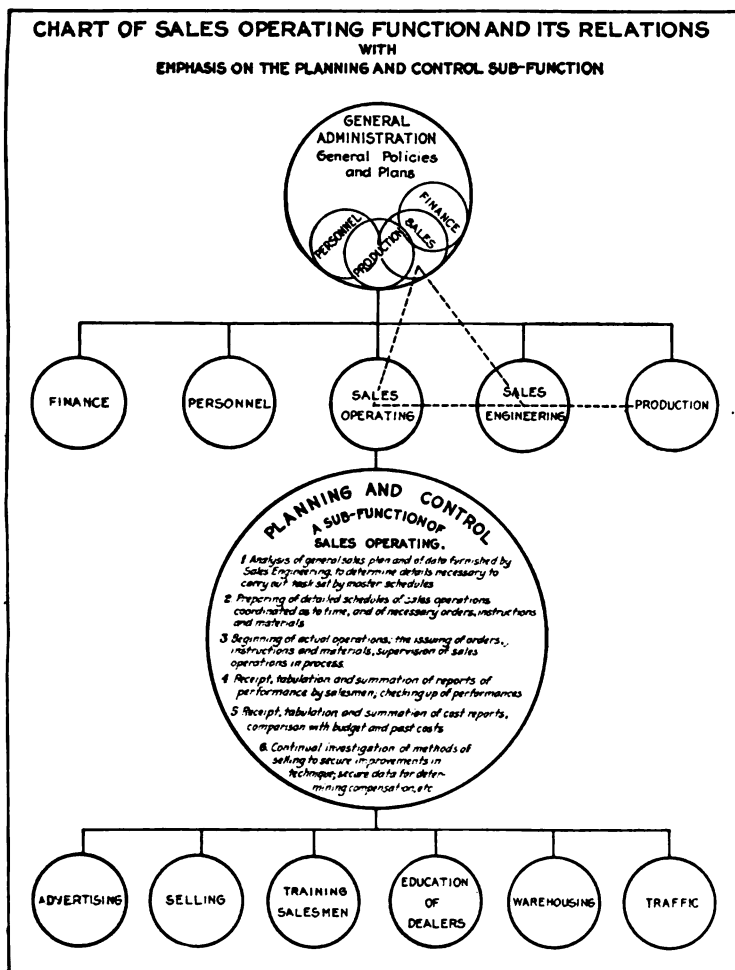 CHART OF SALES OPERATING FUNCTION AND ITS RELATIONS
WITH
EMPHASIS ON THE PLANNING AND CONTROL SUB-FUNCTION
GENERAL
ADMINISTRATION
General Policies
and Plans
PERSONNEL
PRODUCTION
SALES
FINANCE
FINANCE
PERSONNEL
SALES
OPERATING
SALES
ENGINEERING
PRODUCTION
PLANNING AND CONTROL
A SUB-FUNCTION OF
SALES OPERATING.
1 Analysis of general sales plan and of data furnished by
Sales Engineering, to determine details necessary to
carry out task set by master schedules
2 Preparing of detailed schedules of sales operations
coordinated as to time, and of necessary orders, instructions
and materials
3 Beginning of actual operations; the issuing of orders,
instructions and materials, supervision of sales
operations in process.
4 Receipt, tabulation and summation of reports of
performance by salesmen; checking up of performances
5 Receipt, tabulation and summation of cost reports,
comparison with budget and past costs
6. Continual investigation of methods of
selling to secure improvements in
technique; secure data for deter-
mining compensation, etc
ADVERTISING
SELLING
TRAINING
SALESMEN
EDUCATION
OF
DEALERS
WAREHOUSING
TRAFFIC